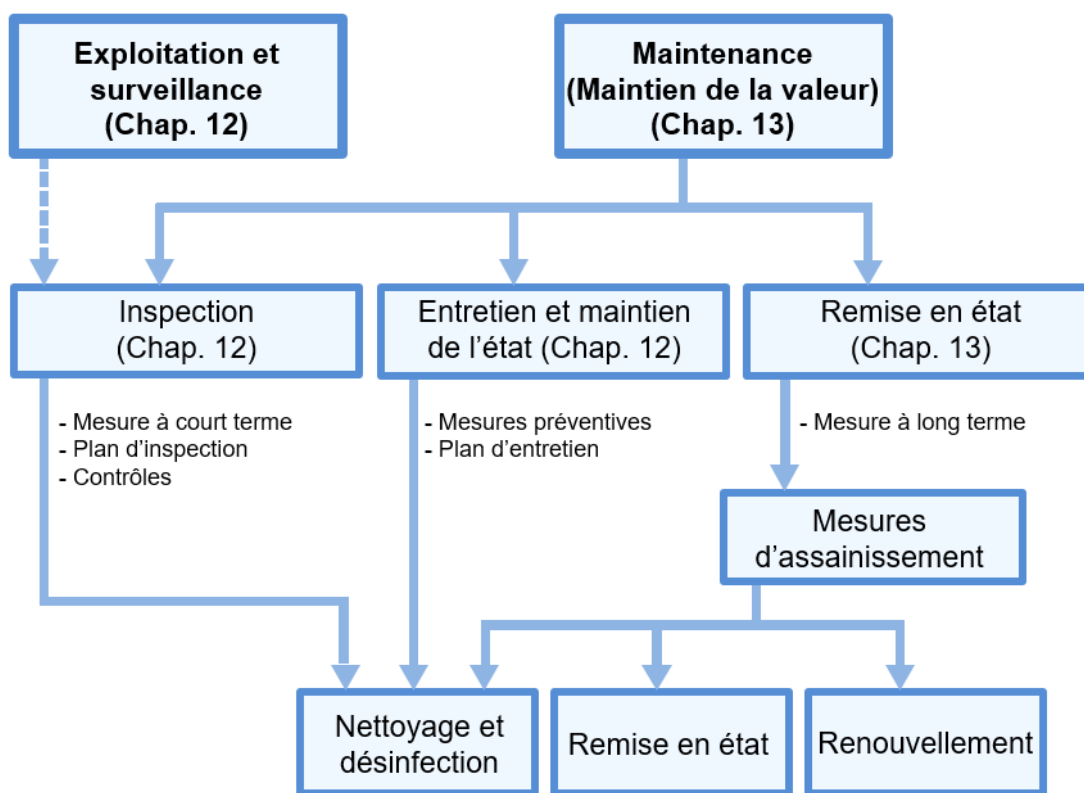 Exploitation et
surveillance
(Chap. 12)
Maintenance
(Maintien de la valeur)
(Chap. 13)
Inspection
(Chap. 12)
Entretien et maintien
de l’état (Chap. 12)
Remise en état
(Chap. 13)
- Mesure à court terme
- Plan d’inspection
- Contrôles
- Mesures préventives
- Plan d’entretien
- Mesure à long terme
Mesures
d’assainissement
Nettoyage et
désinfection
Remise en état
Renouvellement